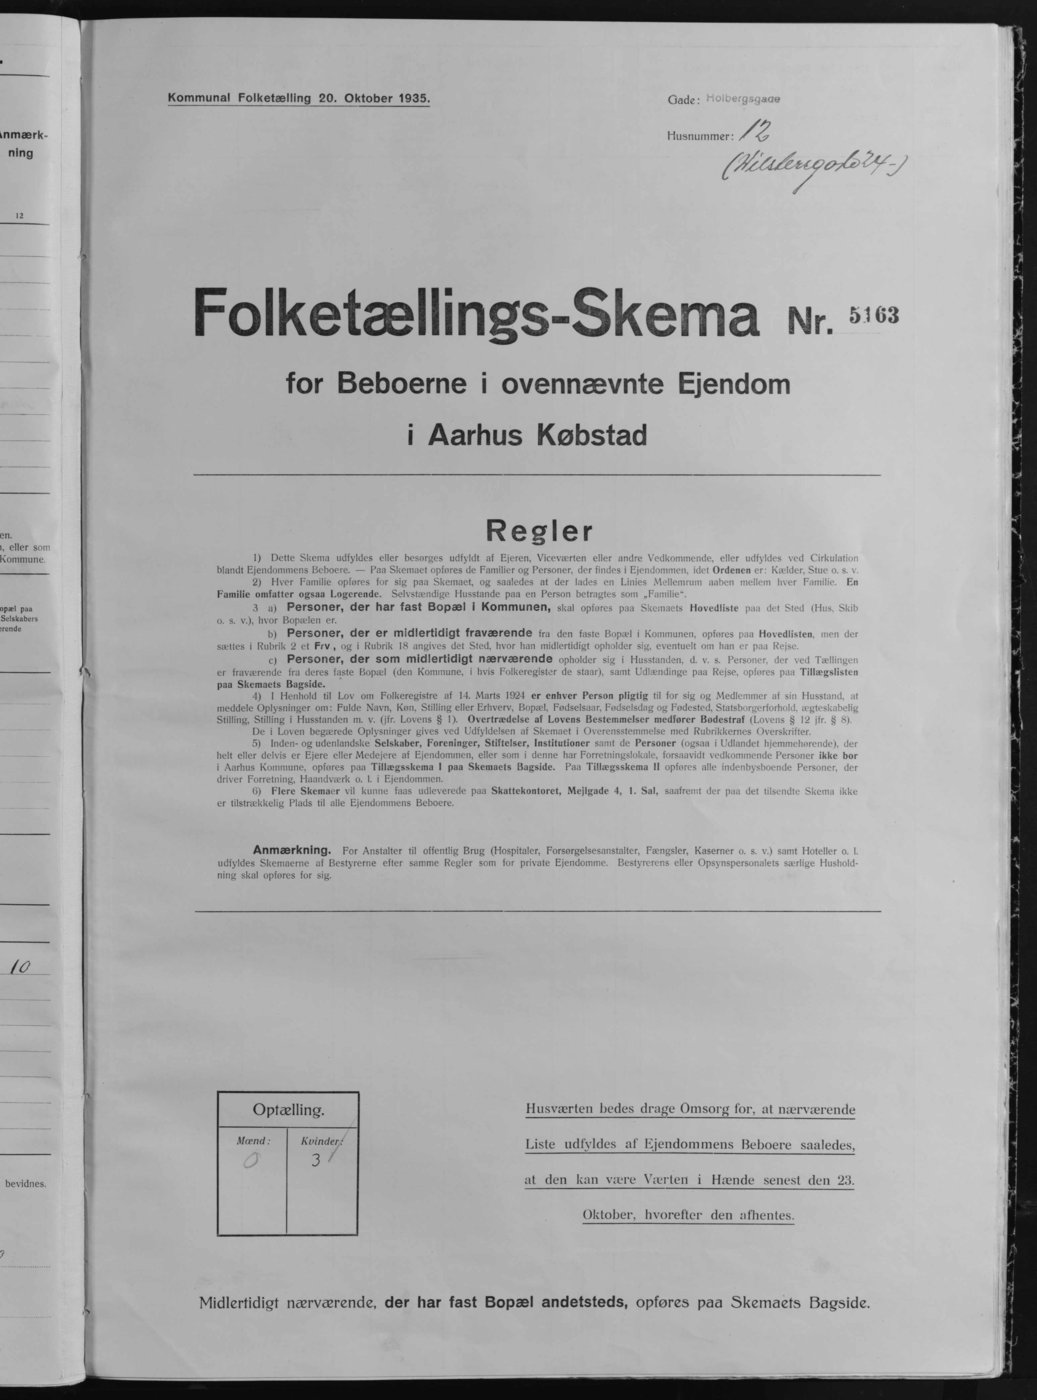 Anmærk-
ning
12
en.
, eller som
Kommune.
opæl paa
Selskabers
erende
10
bevidnes.
Kommunal Folketælling 20. Oktober 1935.
Gade: Holbergsgade
Husnummer: 12
Folketællings-Skema Nr. 5163
for Beboerne i ovennævnte Ejendom
i Aarhus Købstad
Regler
1) Dette Skema udfyldes eller besørges udfyldt af Ejeren, Viceværten eller andre Vedkommende, eller udfyldes ved Cirkulation
blandt Ejendommens Beboere. — Paa Skemaet opføres de Familier og Personer, der findes i Ejendommen, idet Ordenen er: Kælder, Stue o. s. v.
2) Hver Familie opføres for sig paa Skemaet, og saaledes at der lades en Linies Mellemrum aaben mellem hver Familie. En
Familie omfatter ogsaa Logerende. Selvstændige Husstande paa en Person betragtes som „Familie“.
3 a) Personer, der har fast Bopæl i Kommunen, skal opføres paa Skemaets Hovedliste paa det Sted (Hus, Skib
o. s. v.), hvor Bopælen er.
b) Personer, der er midlertidigt fraværende fra den faste Bopæl i Kommunen, opføres paa Hovedlisten, men der
sættes i Rubrik 2 et Frv., og i Rubrik 18 angives det Sted, hvor han midlertidigt opholder sig, eventuelt om han er paa Rejse.
c) Personer, der som midlertidigt nærværende opholder sig i Husstanden, d. v. s. Personer, der ved Tællingen
er fraværende fra deres faste Bopæl (den Kommune, i hvis Folkeregister de staar), samt Udlændinge paa Rejse, opføres paa Tillægslisten
paa Skemaets Bagside.
4) I Henhold til Lov om Folkeregistre af 14. Marts 1924 er enhver Person pligtig til for sig og Medlemmer af sin Husstand, at
meddele Oplysninger om: Fulde Navn, Køn, Stilling eller Erhverv, Bopæl, Fødselsaar, Fødselsdag og Fødested, Statsborgerforhold, ægteskabelig
Stilling, Stilling i Husstanden m. v. (jfr. Lovens § 1). Overtrædelse af Lovens Bestemmelser medfører Bødestraf (Lovens § 12 jfr. § 8).
De i Loven begærede Oplysninger gives ved Udfyldelsen af Skemaet i Overensstemmelse med Rubrikkernes Overskrifter.
5) Inden- og udenlandske Selskaber, Foreninger, Stiftelser, Institutioner samt de Personer (ogsaa i Udlandet hjemmehørende), der
helt eller delvis er Ejere eller Medejere af Ejendommen, eller som i denne har Forretningslokale, forsaavidt vedkommende Personer ikke bor
i Aarhus Kommune, opføres paa Tillægsskema I paa Skemaets Bagside. Paa Tillægsskema II opføres alle indenbysboende Personer, der
driver Forretning, Haandværk o. l. i Ejendommen.
6) Flere Skemaer vil kunne faas udleverede paa Skattekontoret, Mejlgade 4, 1. Sal, saafremt der paa det tilsendte Skema ikke
er tilstrækkelig Plads til alle Ejendommens Beboere.
Anmærkning. For Anstalter til offentlig Brug (Hospitaler, Forsørgelsesanstalter, Fængsler, Kaserner o. s. v.) samt Hoteller o. l.
udfyldes Skemaerne af Bestyrerne efter samme Regler som for private Ejendomme. Bestyrerens eller Opsynspersonalets særlige Hushold-
ning skal opføres for sig.
Optælling.
Mænd: Kvinder:
0 3
Husværten bedes drage Omsorg for, at nærværende
Liste udfyldes af Ejendommens Beboere saaledes,
at den kan være Værten i Hænde senest den 23.
Oktober, hvorefter den afhentes.
Midlertidigt nærværende, der har fast Bopæl andetsteds, opføres paa Skemaets Bagside.